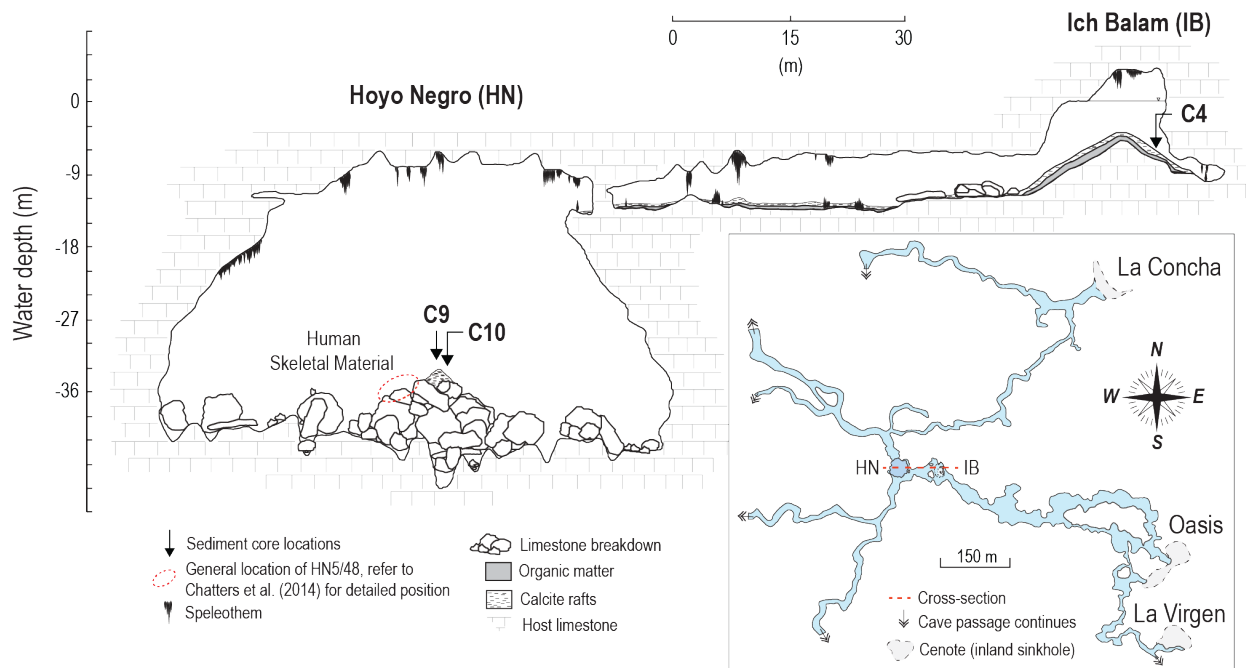 Ich Balam (IB)
0
15
30
(m)
Hoyo Negro (HN)
C4
Water depth (m)
0
-9
-18
-27
-36
C9
C10
Human
Skeletal Material
Sediment core locations
General location of HN5/48, refer to
Chatters et al. (2014) for detailed position
Speleothem
Limestone breakdown
Organic matter
Calcite rafts
Host limestone
La Concha
N
W
E
S
HN
IB
Oasis
150 m
La Virgen
Cross-section
Cave passage continues
Cenote (inland sinkhole)